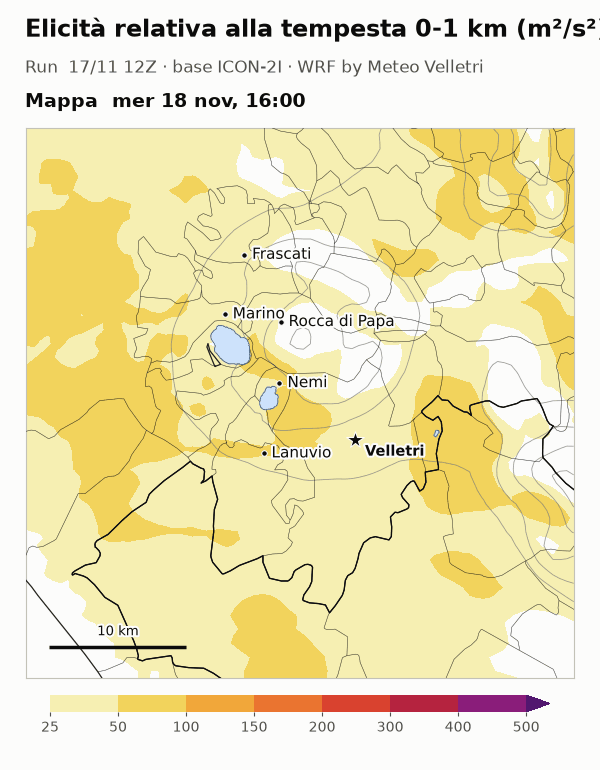 Elicità relativa alla tempesta 0-1 km (m²/s²)
Run  17/11 12Z · base ICON-2I · WRF by Meteo Velletri
Mappa  mer 18 nov, 16:00
Frascati
Marino
Rocca di Papa
Nemi
Lanuvio
Velletri
10 km
25 50 100 150 200 300 400 500